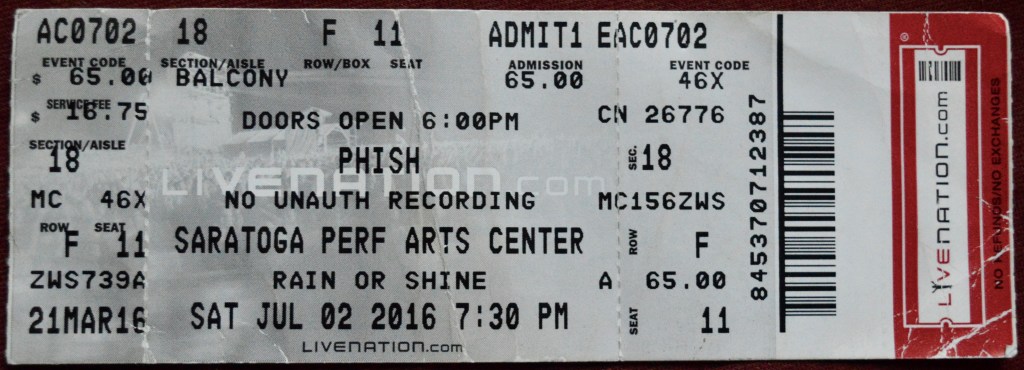 AC0702 18 F 11 ADMIT1 EAC0702
EVENT CODE SECTION/AISLE ROW/BOX SEAT ADMISSION EVENT CODE
$ 65.00 BALCONY 65.00 46X
SERVICE FEE
$ 16.75 DOORS OPEN 6:00PM CN 26776
SECTION/AISLE
18 PHISH SEC. 18
LIVENATION.com
MC 46X NO UNAUTH RECORDING MC156ZWS
ROW SEAT
F 11 SARATOGA PERF ARTS CENTER ROW F
ZWS739A RAIN OR SHINE A 65.00
21MAR16 SAT JUL 02 2016 7:30 PM SEAT 11
LIVENATION.com
845370712387
LIVENATION.com
NO REFUNDS/NO EXCHANGES